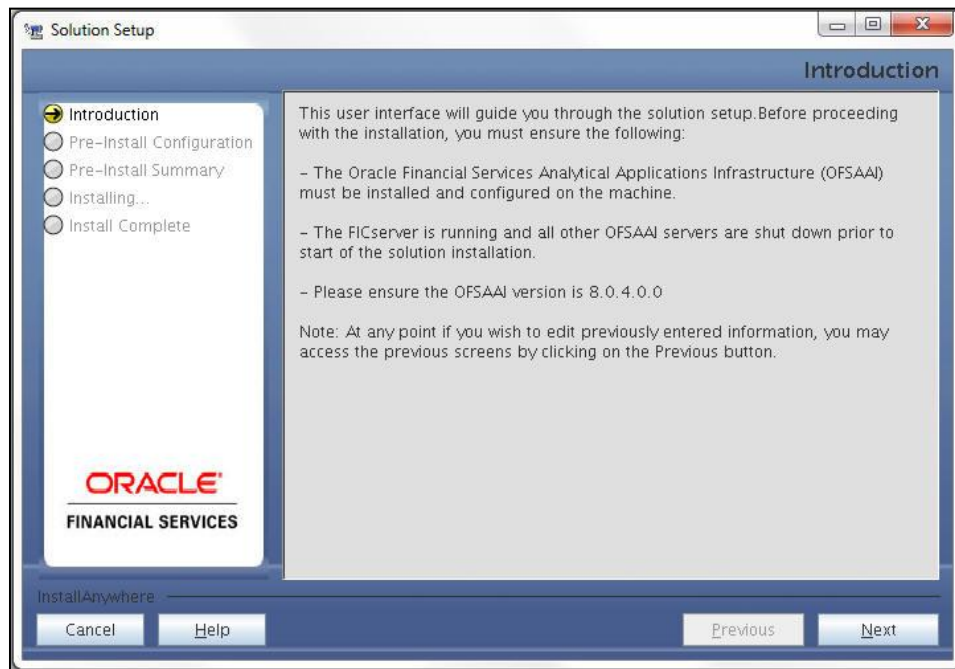 Solution Setup
Introduction
Introduction
Pre-Install Configuration
Pre-Install Summary
Installing...
Install Complete
ORACLE®
FINANCIAL SERVICES
This user interface will guide you through the solution setup.Before proceeding
with the installation, you must ensure the following:
– The Oracle Financial Services Analytical Applications Infrastructure (OFSAAI)
must be installed and configured on the machine.
– The FICserver is running and all other OFSAAI servers are shut down prior to
start of the solution installation.
– Please ensure the OFSAAI version is 8.0.4.0.0
Note: At any point if you wish to edit previously entered information, you may
access the previous screens by clicking on the Previous button.
InstallAnywhere
Cancel
Help
Previous
Next